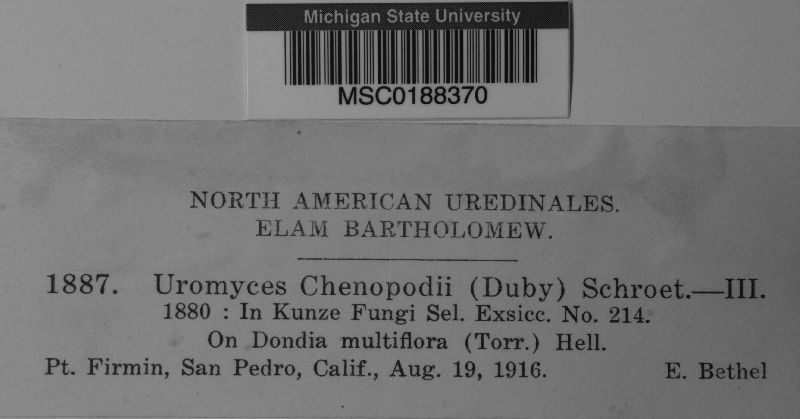 Michigan State University
MSC0188370
NORTH AMERICAN UREDINALES.
ELAM BARTHOLOMEW.
1887. Uromyces Chenopodii (Duby) Schroet.—III.
1880 : In Kunze Fungi Sel. Exsicc. No. 214.
On Dondia multiflora (Torr.) Hell.
Pt. Firmin, San Pedro, Calif., Aug. 19, 1916. E. Bethel